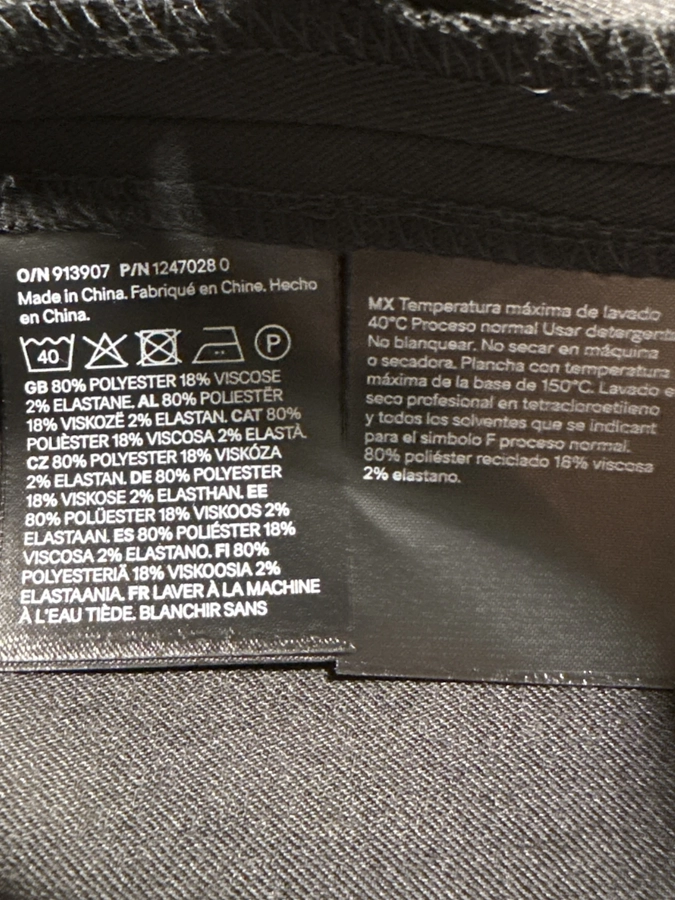 O/N 913907 P/N 1247028 0
Made in China. Fabriqué en Chine. Hecho
en China.
40
P
GB 80% POLYESTER 18% VISCOSE
2% ELASTANE. AL 80% POLIESTËR
18% VISKOZË 2% ELASTAN. CAT 80%
POLIÈSTER 18% VISCOSA 2% ELASTÀ.
CZ 80% POLYESTER 18% VISKÓZA
2% ELASTAN. DE 80% POLYESTER
18% VISKOSE 2% ELASTHAN. EE
80% POLÜESTER 18% VISKOOS 2%
ELASTAAN. ES 80% POLIÉSTER 18%
VISCOSA 2% ELASTANO. FI 80%
POLYESTERIÄ 18% VISKOOSIA 2%
ELASTAANIA. FR LAVER À LA MACHINE
À L'EAU TIÈDE. BLANCHIR SANS
MX Temperatura máxima de lavado
40°C Proceso normal Usar detergent
No blanquear. No secar en máquina
o secadora. Plancha con temperatura
máxima de la base de 150°C. Lavado e
seco profesional en tetracloroetileno
y todos los solventes que se indicant
para el simbolo F proceso normal.
80% poliéster reciclado 18% viscosa
2% elastano.